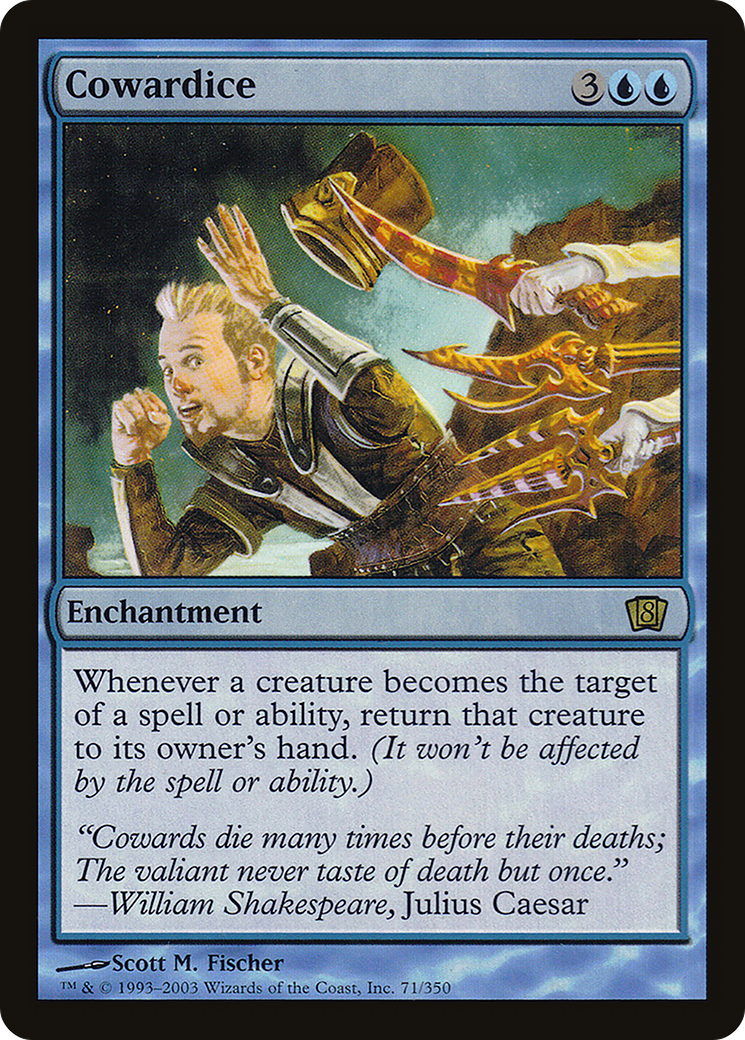 Cowardice
3
Enchantment
8
Whenever a creature becomes the target
of a spell or ability, return that creature
to its owner's hand. (It won't be affected
by the spell or ability.)
“Cowards die many times before their deaths;
The valiant never taste of death but once.”
—William Shakespeare, Julius Caesar
Scott M. Fischer
™ & © 1993–2003 Wizards of the Coast, Inc. 71/350